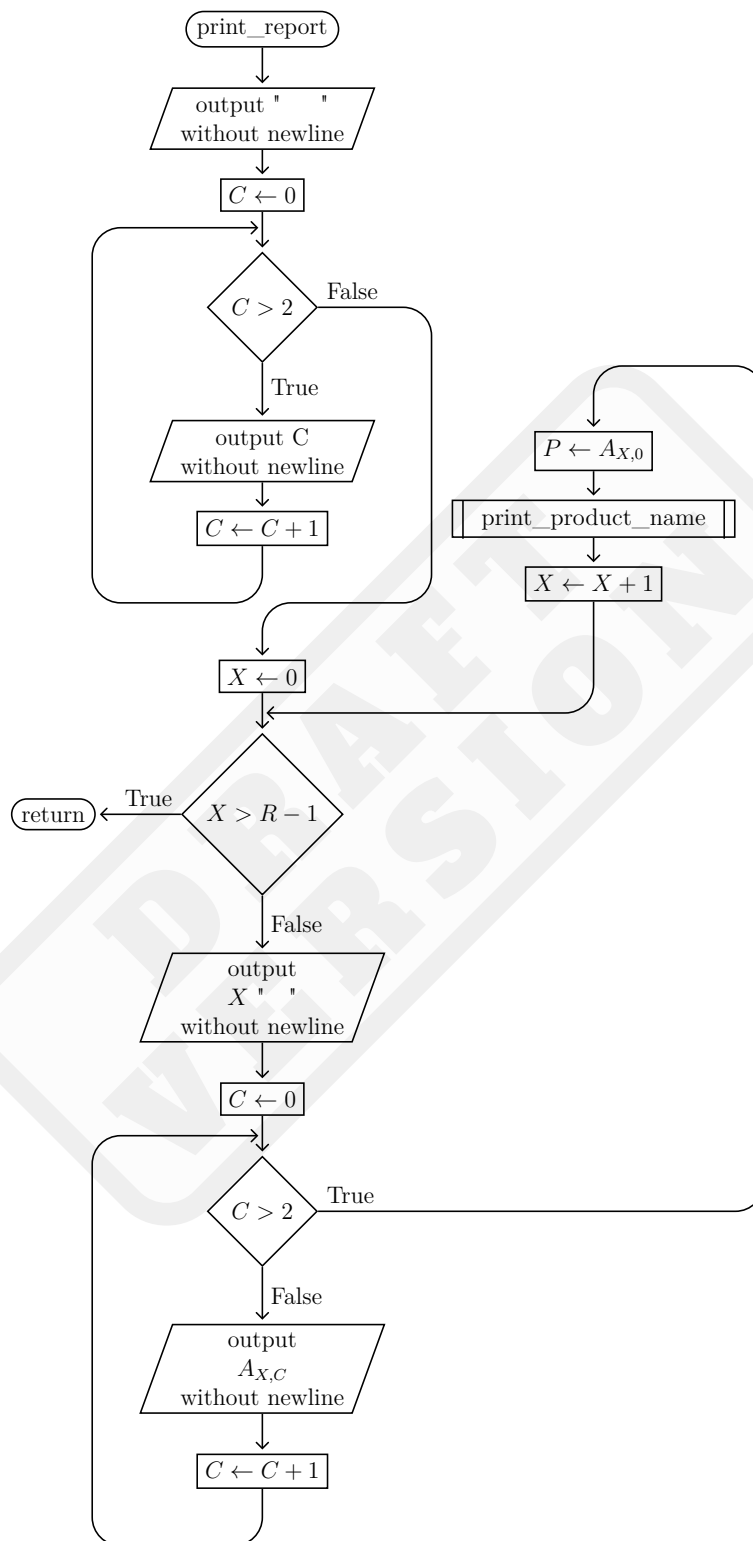 print_report
output "      "
without newline
C ← 0
C > 2
False
True
output C
without newline
C ← C + 1
P ← A_{X,0}
print_product_name
X ← X + 1
X ← 0
X > R − 1
True
return
False
output
X "   "
without newline
C ← 0
C > 2
True
False
output
A_{X,C}
without newline
C ← C + 1
DRAFT
VERSION